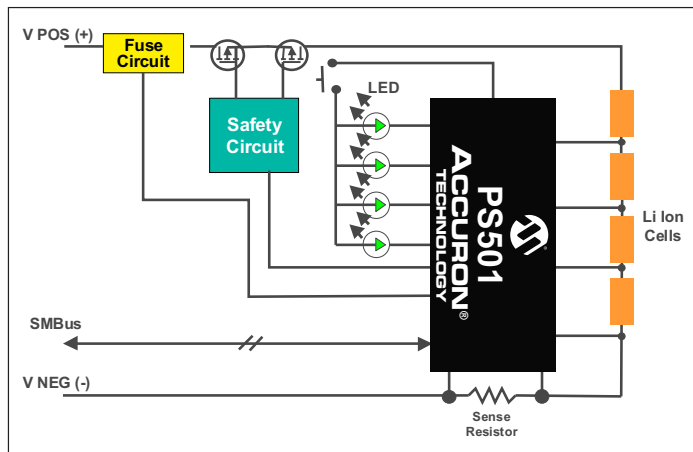 V POS (+)
Fuse
Circuit
LED
Safety
Circuit
PS501
ACCURON
TECHNOLOGY
®
®
Li Ion
Cells
SMBus
V NEG (-)
Sense
Resistor